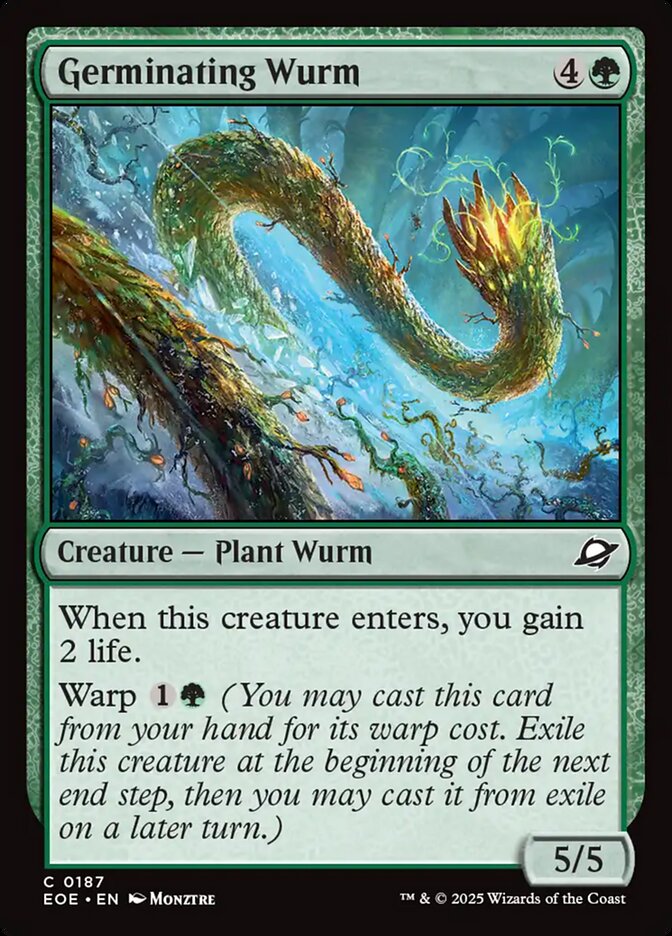 Germinating Wurm 4
Creature — Plant Wurm
When this creature enters, you gain
2 life.
Warp 1 (You may cast this card
from your hand for its warp cost. Exile
this creature at the beginning of the next
end step, then you may cast it from exile
on a later turn.)
5/5
C 0187
EOE • EN Monztre
™ & © 2025 Wizards of the Coast